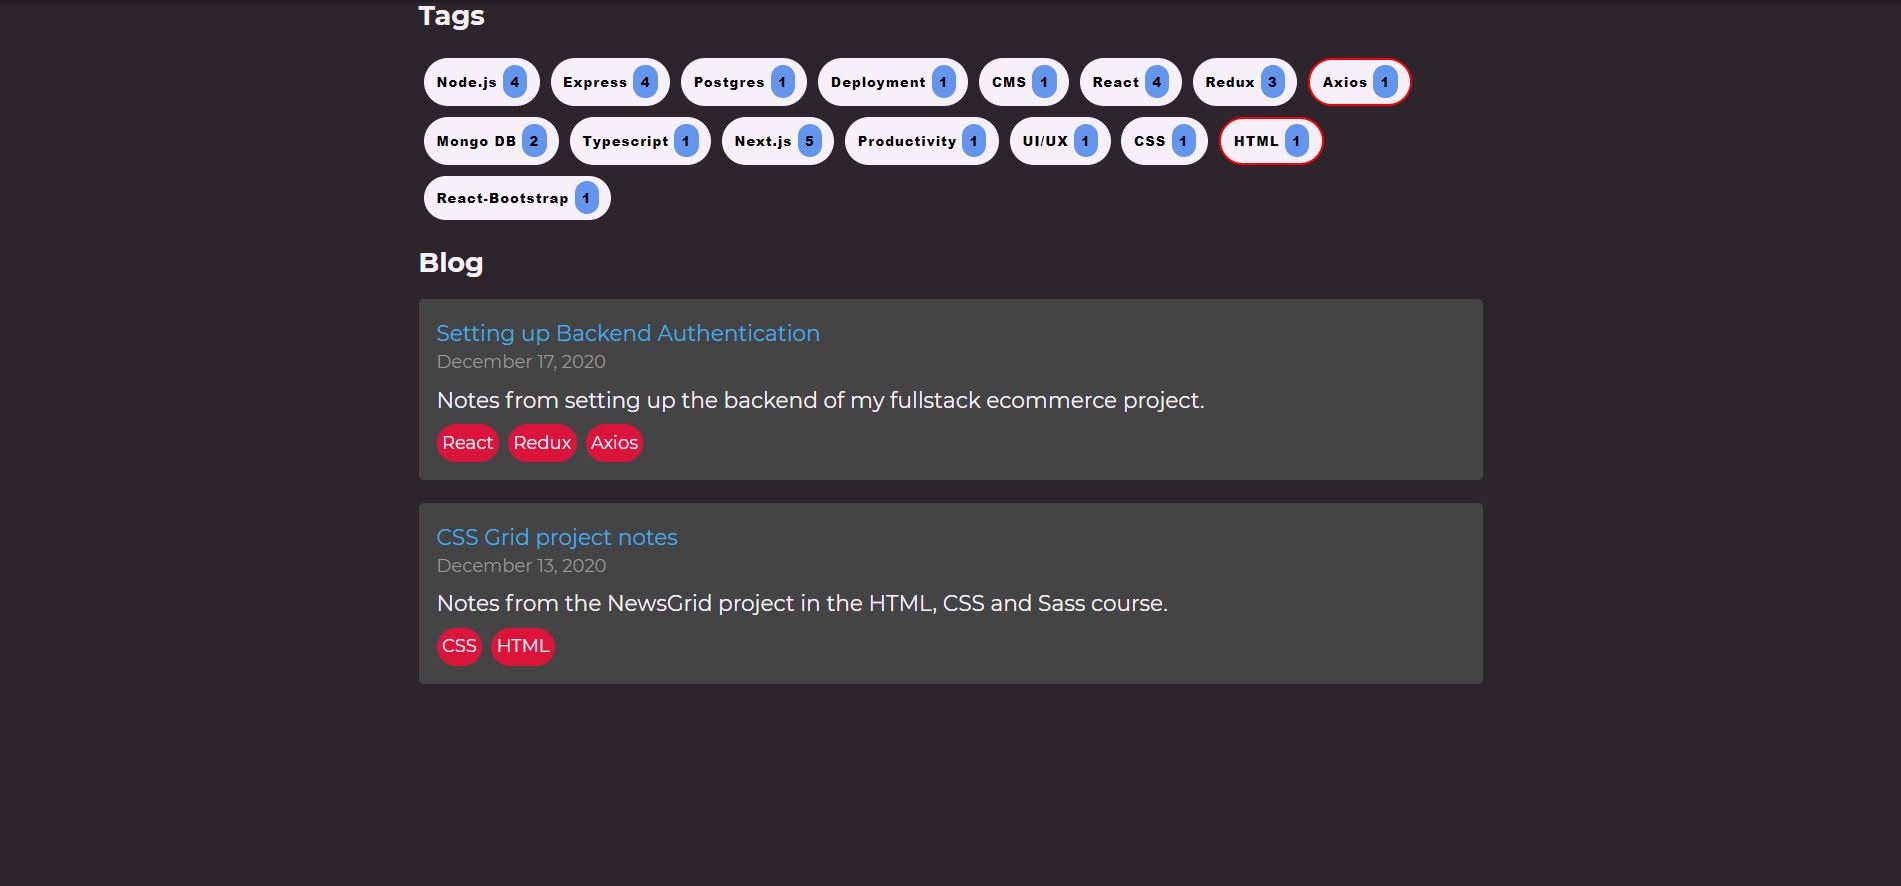 Tags
Node.js 4 Express 4 Postgres 1 Deployment 1 CMS 1 React 4 Redux 3 Axios 1
Mongo DB 2 Typescript 1 Next.js 5 Productivity 1 UI/UX 1 CSS 1 HTML 1
React-Bootstrap 1
Blog
Setting up Backend Authentication
December 17, 2020
Notes from setting up the backend of my fullstack ecommerce project.
React Redux Axios
CSS Grid project notes
December 13, 2020
Notes from the NewsGrid project in the HTML, CSS and Sass course.
CSS HTML